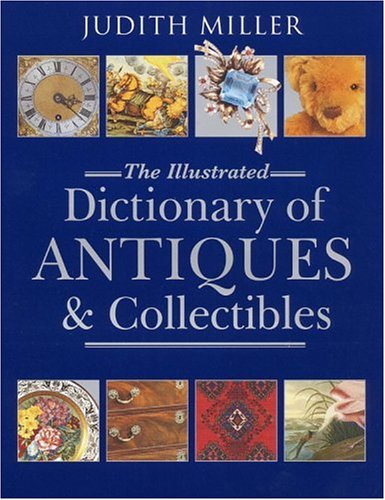 JUDITH MILLER
The Illustrated
Dictionary of
ANTIQUES
& Collectibles